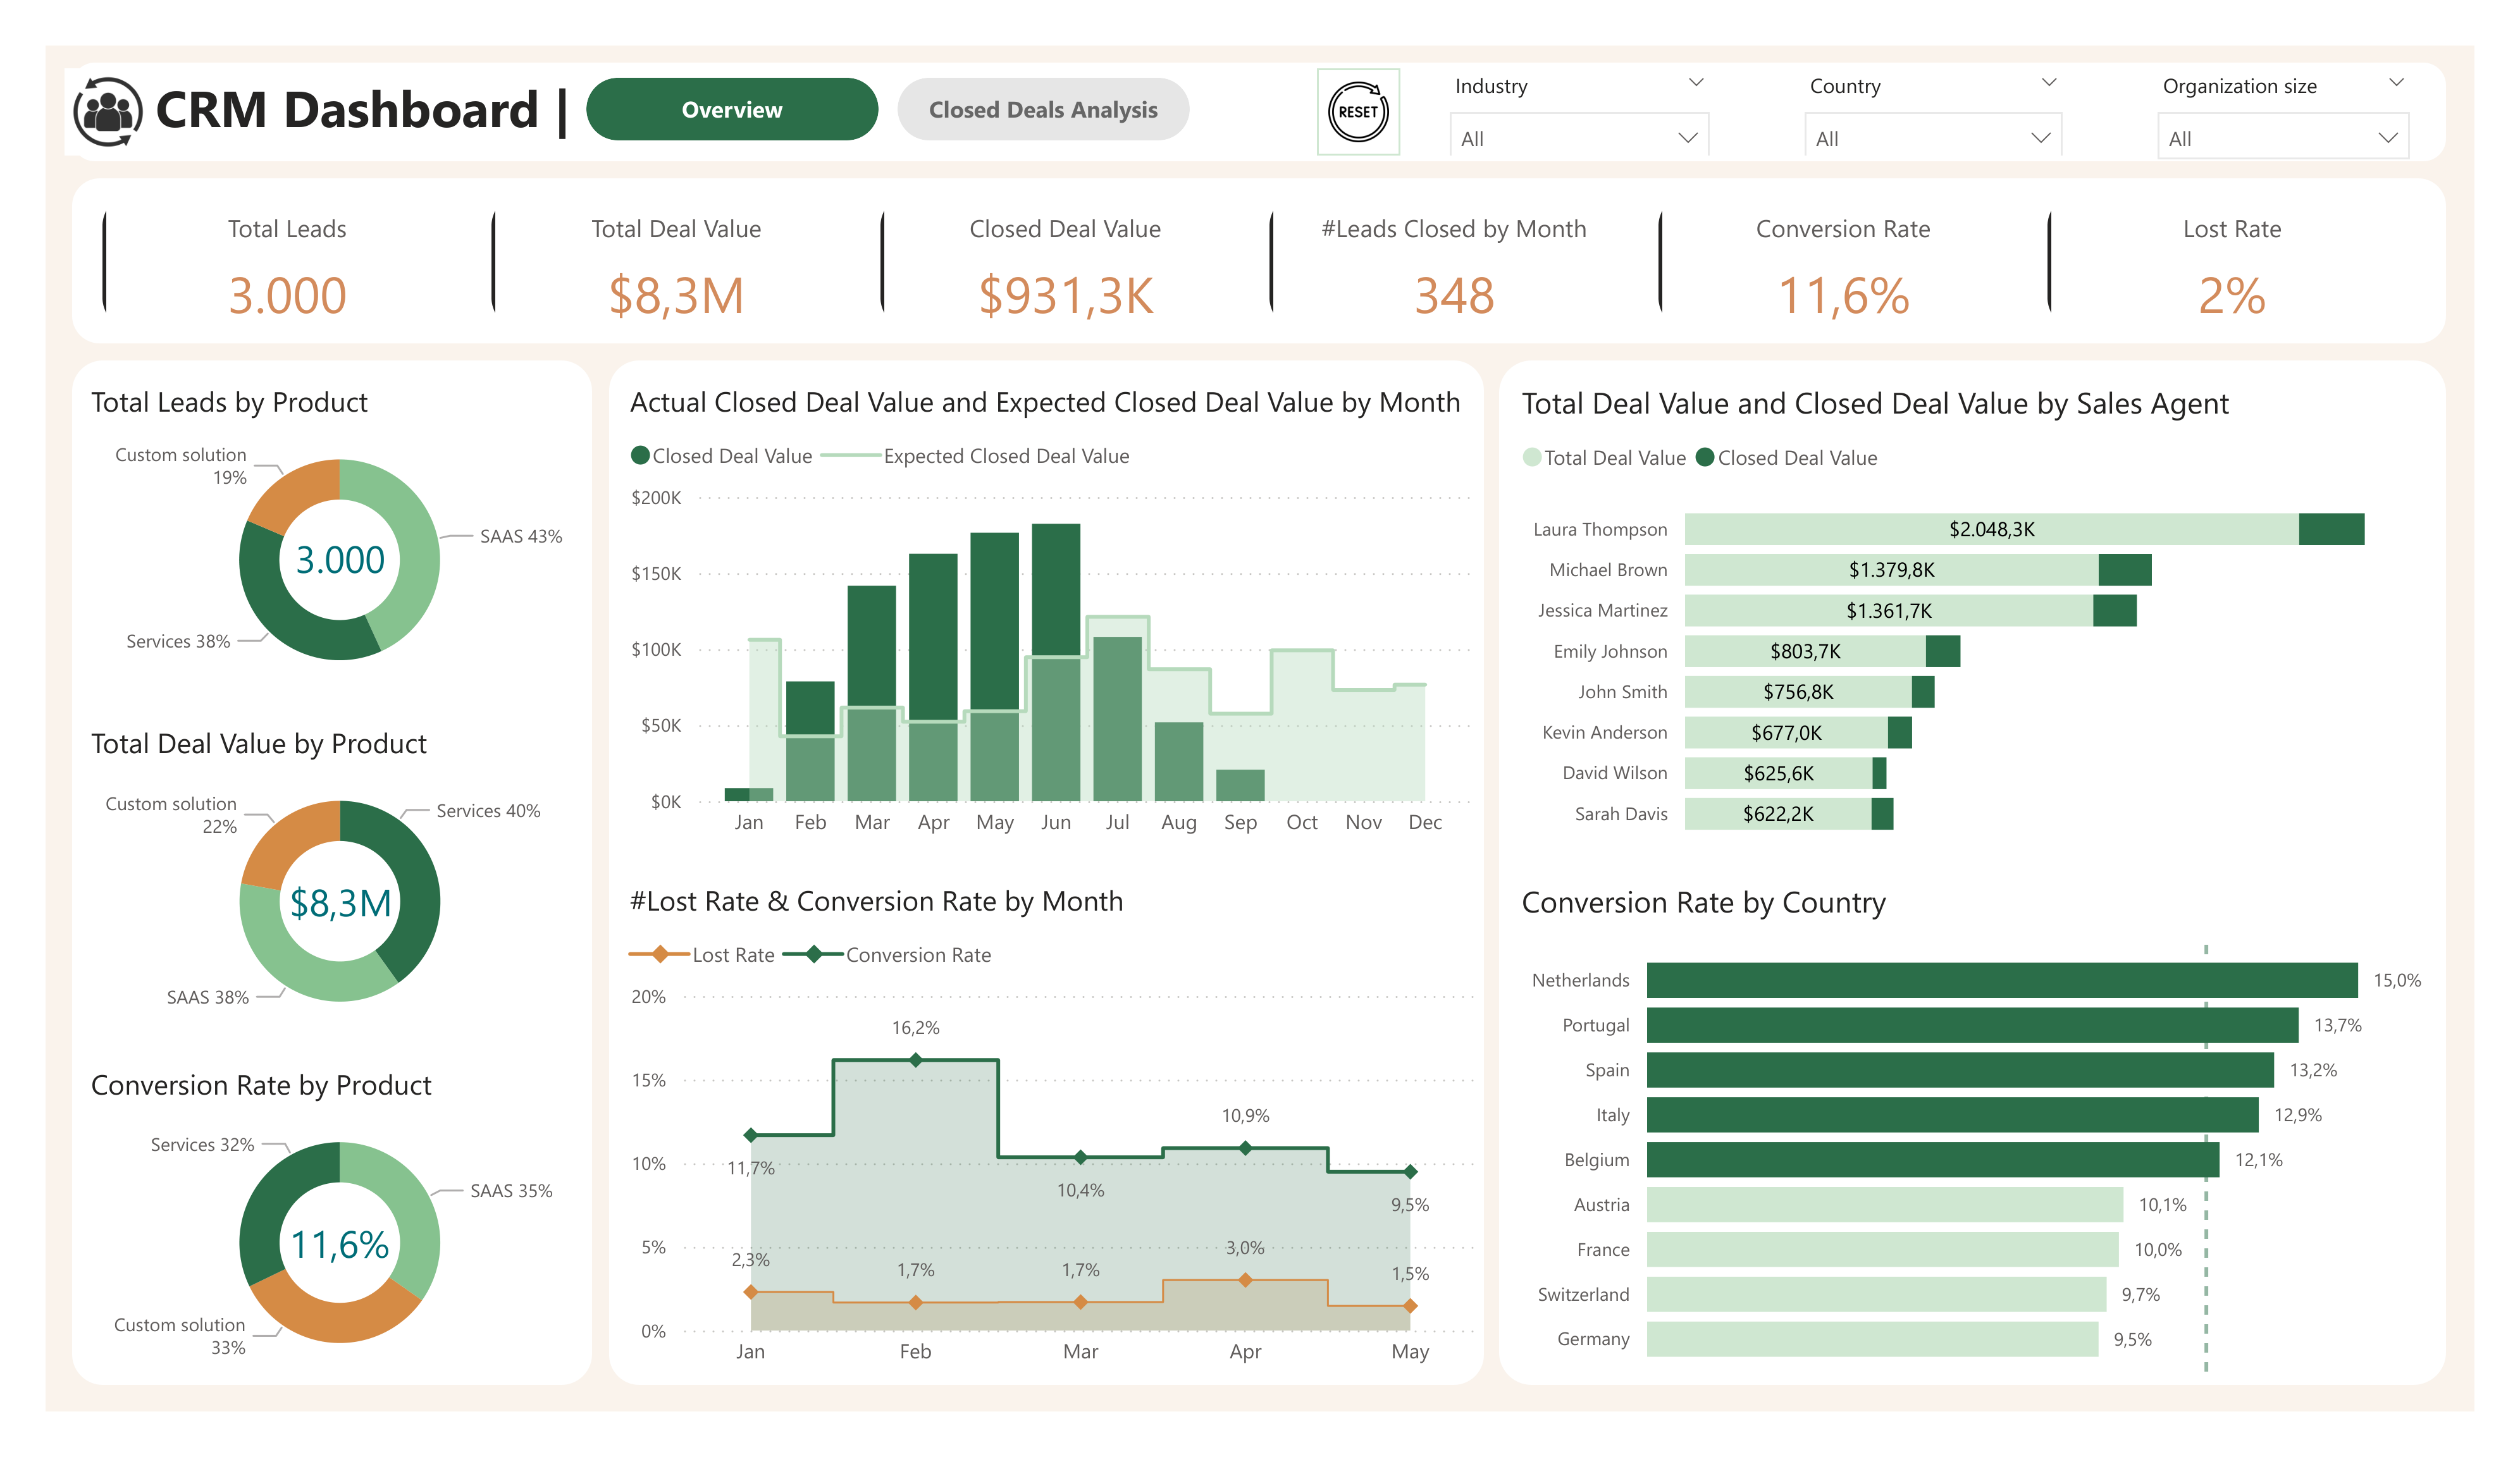 CRM Dashboard |
Overview
Closed Deals Analysis
RESET
Industry
All
Country
All
Organization size
All
Total Leads
3.000
Total Deal Value
$8,3M
Closed Deal Value
$931,3K
#Leads Closed by Month
348
Conversion Rate
11,6%
Lost Rate
2%
Total Leads by Product
Custom solution
19%
SAAS 43%
3.000
Services 38%
Total Deal Value by Product
Custom solution
22%
Services 40%
$8,3M
SAAS 38%
Conversion Rate by Product
Services 32%
SAAS 35%
11,6%
Custom solution
33%
Actual Closed Deal Value and Expected Closed Deal Value by Month
Closed Deal Value Expected Closed Deal Value
$200K
$150K
$100K
$50K
$0K
Jan Feb Mar Apr May Jun Jul Aug Sep Oct Nov Dec
#Lost Rate & Conversion Rate by Month
Lost Rate Conversion Rate
20%
16,2%
15%
10,9%
10%
11,7%
10,4%
9,5%
5%
3,0%
2,3%
1,7%
1,7%
1,5%
0%
Jan Feb Mar Apr May
Total Deal Value and Closed Deal Value by Sales Agent
Total Deal Value Closed Deal Value
Laura Thompson $2.048,3K
Michael Brown $1.379,8K
Jessica Martinez $1.361,7K
Emily Johnson $803,7K
John Smith $756,8K
Kevin Anderson $677,0K
David Wilson $625,6K
Sarah Davis $622,2K
Conversion Rate by Country
Netherlands 15,0%
Portugal 13,7%
Spain 13,2%
Italy 12,9%
Belgium 12,1%
Austria 10,1%
France 10,0%
Switzerland 9,7%
Germany 9,5%